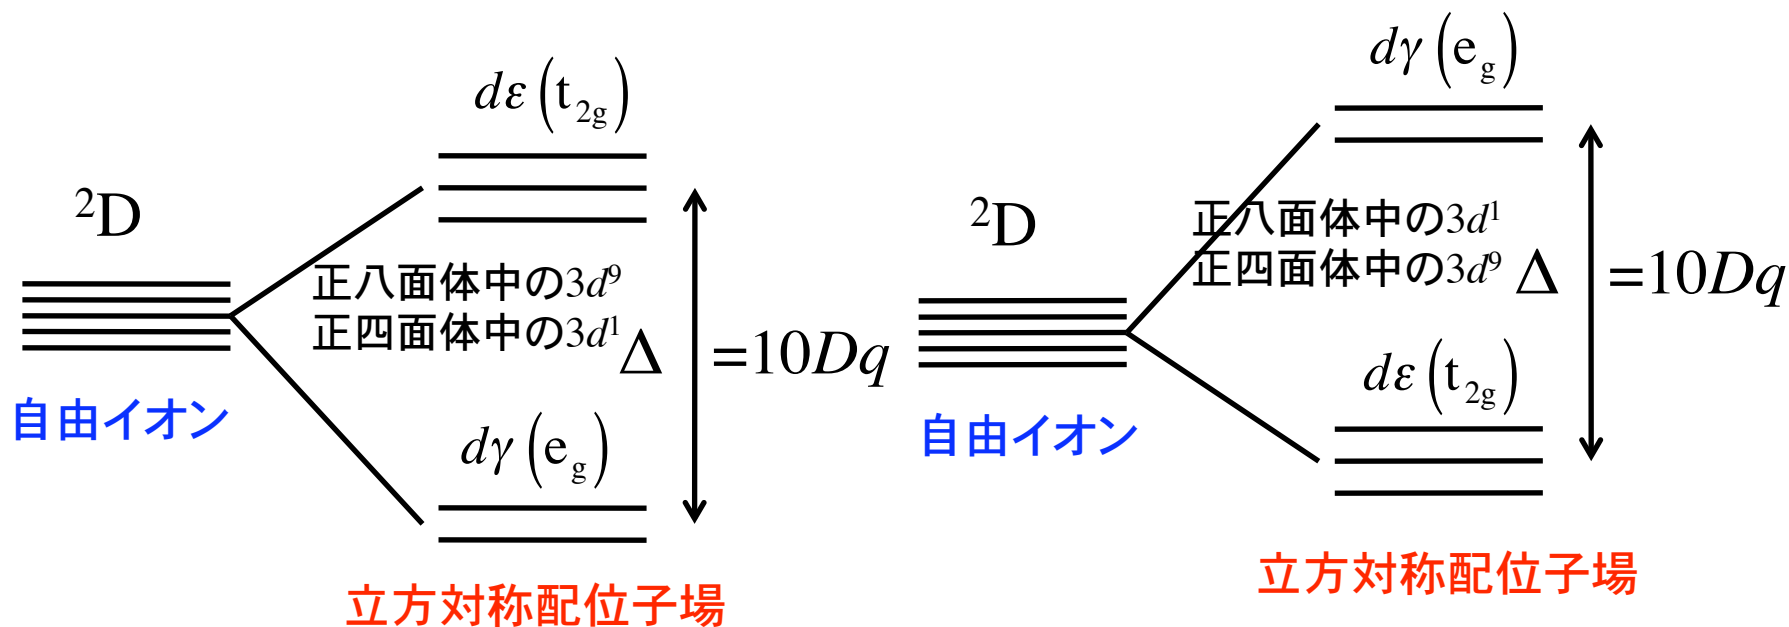 dε(t₂g)
²D
正八面体中の3d⁹
正四面体中の3d¹
Δ =10Dq
自由イオン
dγ(e_g)
立方対称配位子場
dγ(e_g)
²D
正八面体中の3d¹
正四面体中の3d⁹
Δ =10Dq
dε(t₂g)
自由イオン
立方対称配位子場